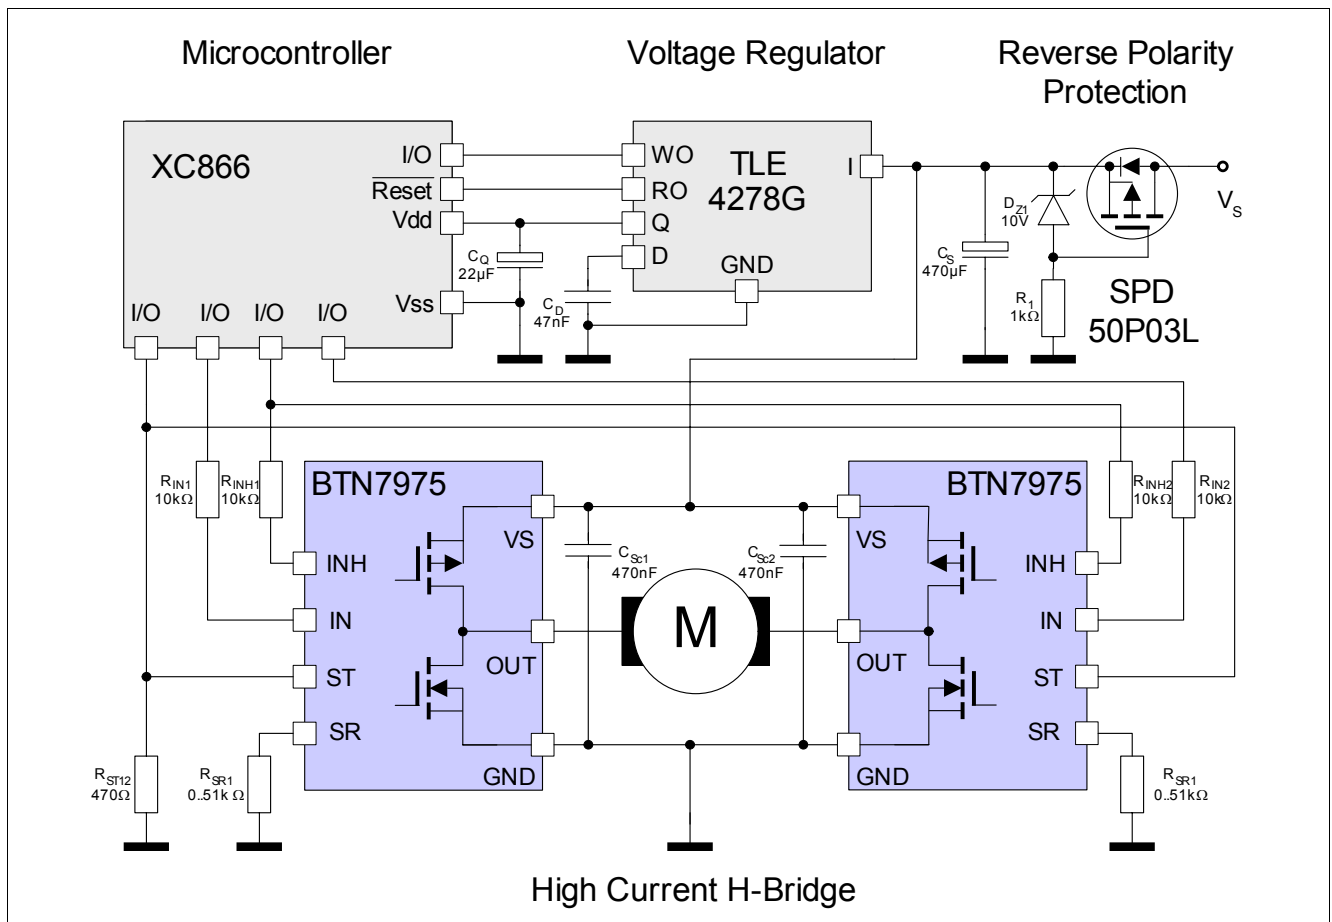 Microcontroller
Voltage Regulator
Reverse Polarity
Protection
XC866
I/O
Reset
Vdd
Vss
I/O
I/O
I/O
I/O
WO
RO
Q
D
TLE
4278G
I
GND
C_Q
22µF
C_D
47nF
C_S
470µF
D_Z1
10V
R_1
1kΩ
V_S
SPD
50P03L
R_IN1
10kΩ
R_INH1
10kΩ
BTN7975
VS
INH
IN
ST
SR
OUT
GND
C_Sc1
470nF
C_Sc2
470nF
M
BTN7975
VS
INH
IN
OUT
ST
SR
GND
R_INH2
10kΩ
R_IN2
10kΩ
R_ST12
470Ω
R_SR1
0..51k Ω
R_SR1
0..51kΩ
High Current H-Bridge